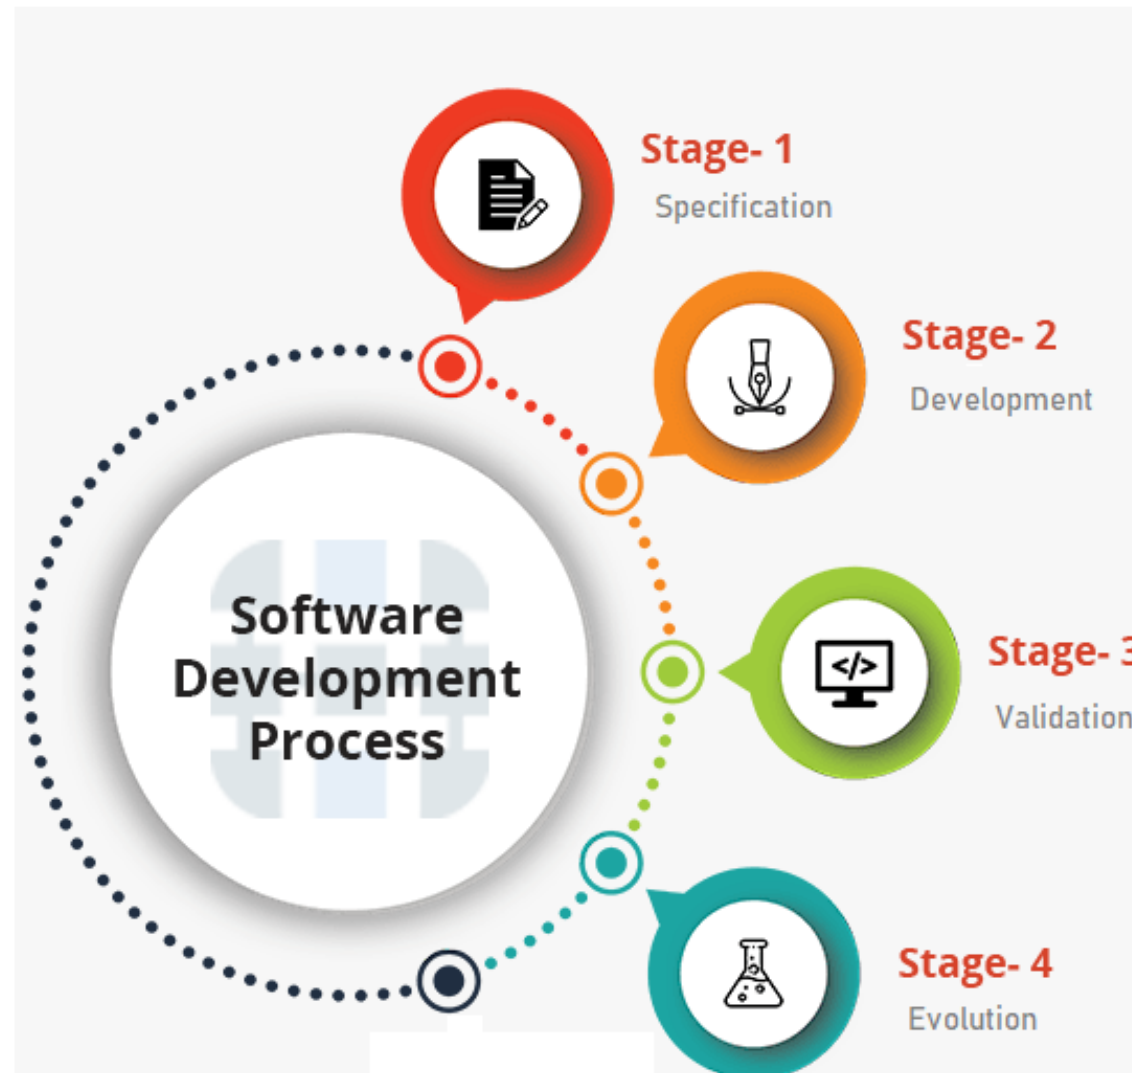 Stage- 1
Specification
Stage- 2
Development
Software
Development
Process
Stage- 3
Validation
</>
Stage- 4
Evolution